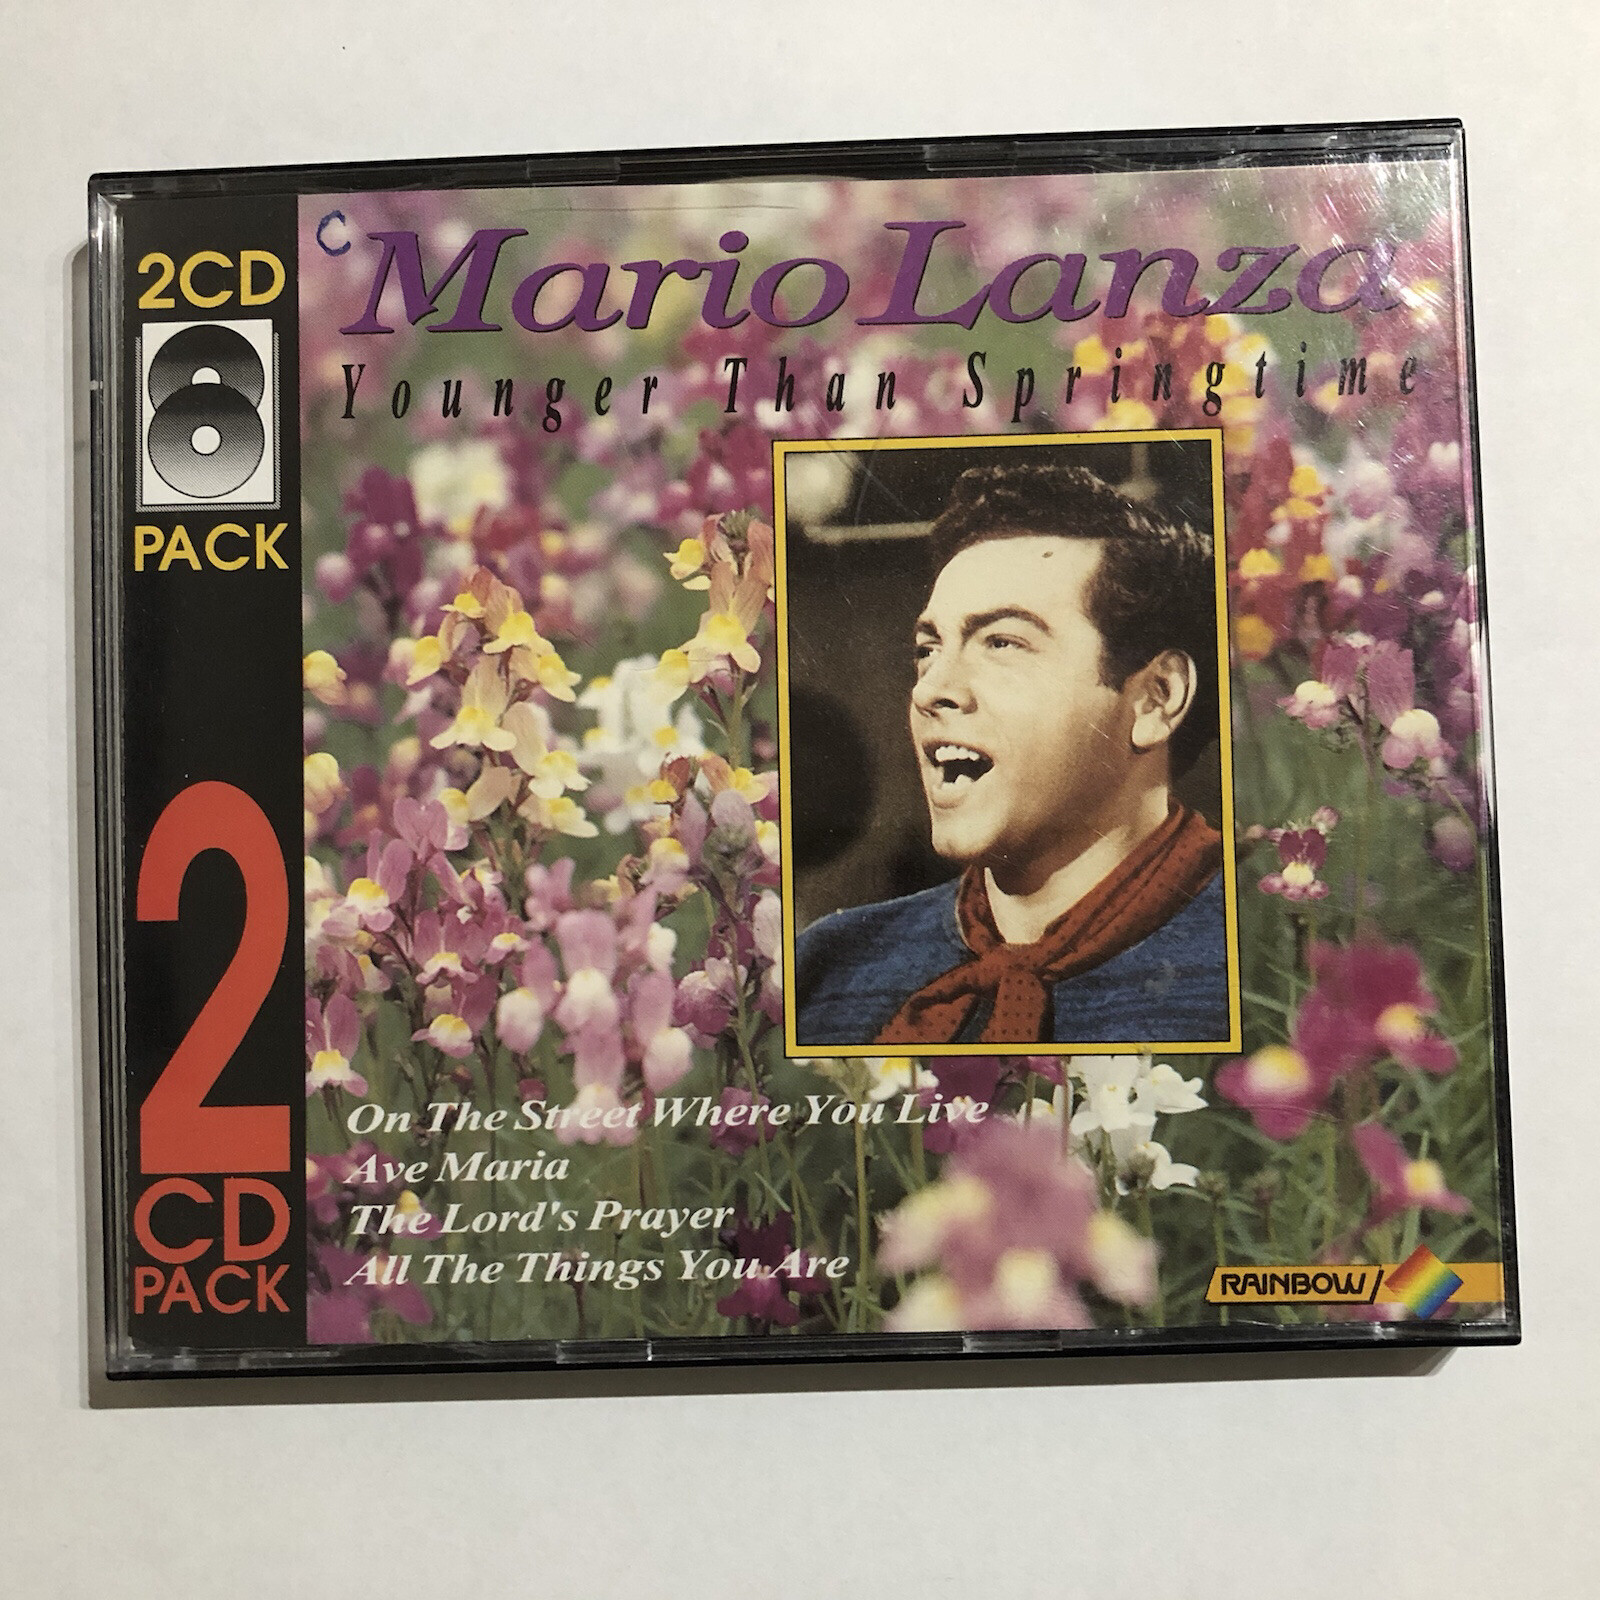 2CD
PACK
2
CD
PACK
C
Mario Lanza
Younger Than Springtime
On The Street Where You Live
Ave Maria
The Lord's Prayer
All The Things You Are
RAINBOW